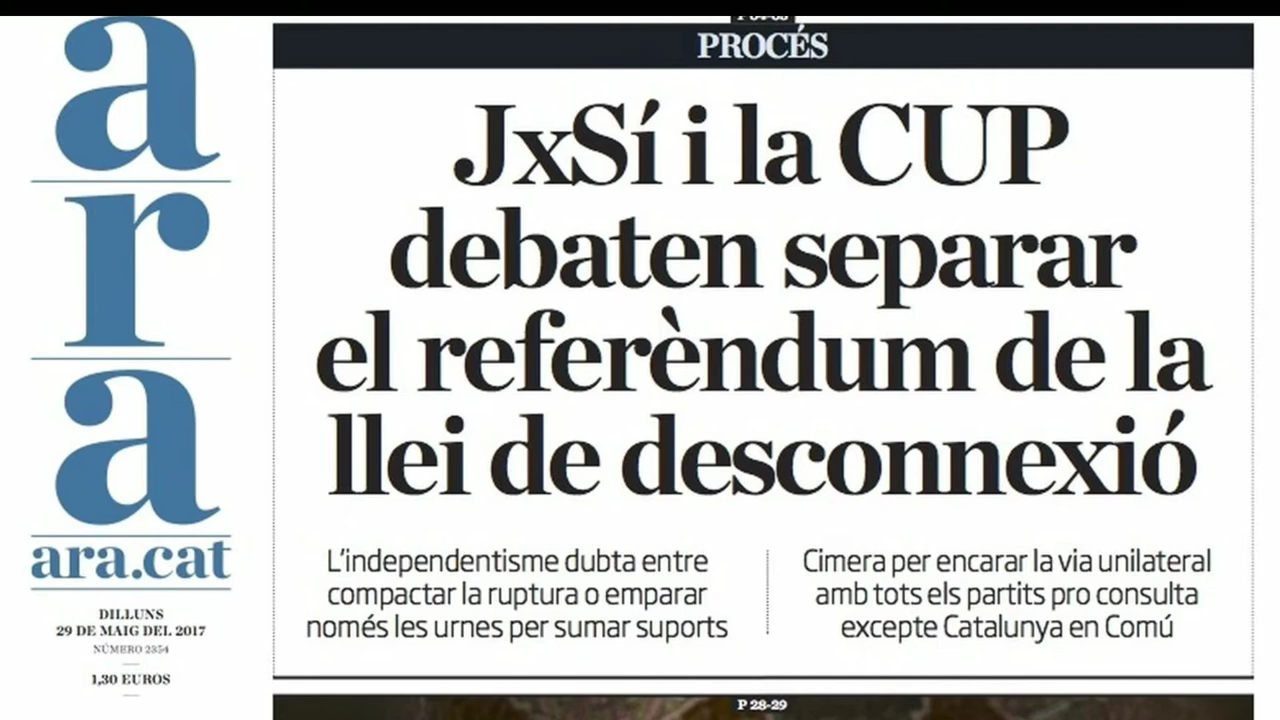 ara
ara.cat
DILLUNS
29 DE MAIG DEL 2017
NÚMERO 2354
1,30 EUROS
PROCÉS
JxSí i la CUP
debaten separar
el referèndum de la
llei de desconnexió
L'independentisme dubta entre
compactar la ruptura o emparar
només les urnes per sumar suports
Cimera per encarar la via unilateral
amb tots els partits pro consulta
excepte Catalunya en Comú
P 28-29